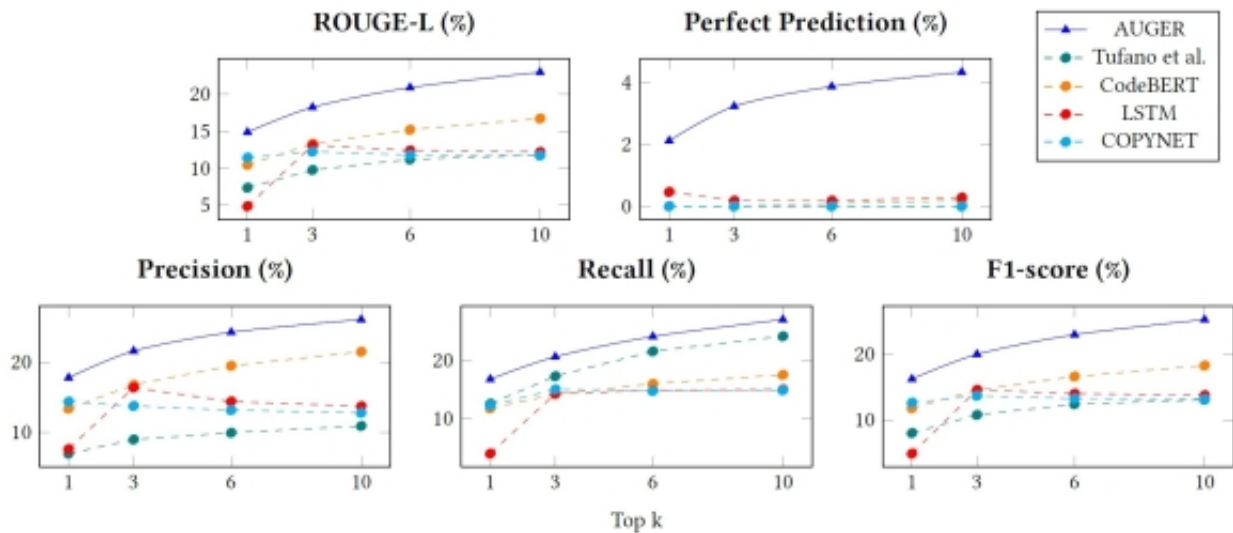 ROUGE-L (%)
20
15
10
5
1 3 6 10
Perfect Prediction (%)
4
2
0
1 3 6 10
AUGER
Tufano et al.
CodeBERT
LSTM
COPYNET
Precision (%)
20
10
1 3 6 10
Recall (%)
20
10
1 3 6 10
F1-score (%)
20
10
1 3 6 10
Top k